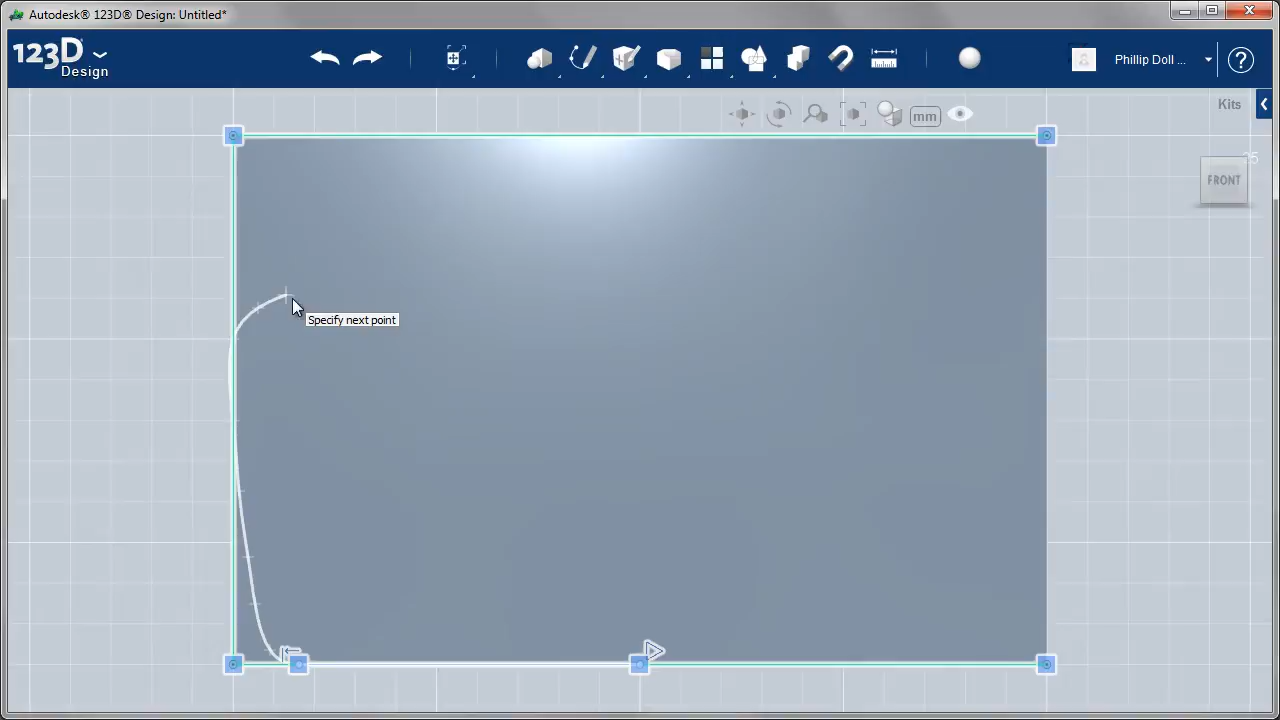 Autodesk® 123D® Design: Untitled*
123D
Design
Phillip Doll ...
?
mm
Kits
FRONT
Specify next point